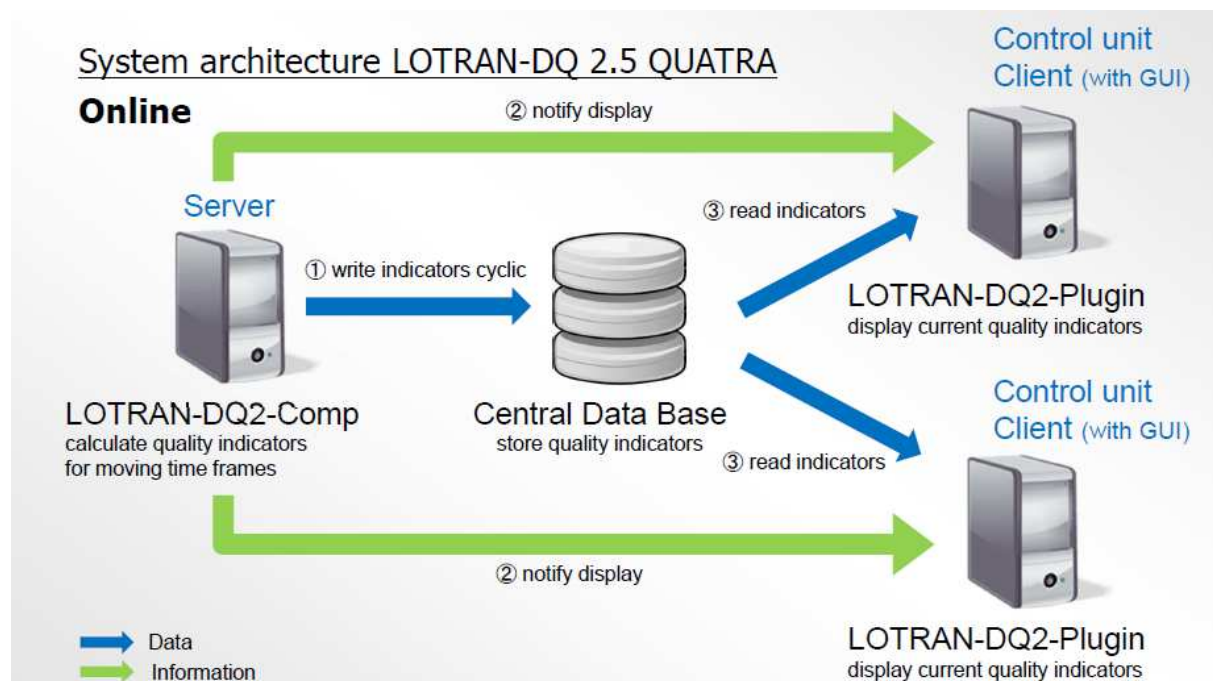 System architecture LOTRAN-DQ 2.5 QUATRA
Online
② notify display
Control unit
Client (with GUI)
Server
① write indicators cyclic
③ read indicators
LOTRAN-DQ2-Plugin
display current quality indicators
LOTRAN-DQ2-Comp
calculate quality indicators
for moving time frames
Central Data Base
store quality indicators
③ read indicators
Control unit
Client (with GUI)
② notify display
LOTRAN-DQ2-Plugin
display current quality indicators
Data
Information